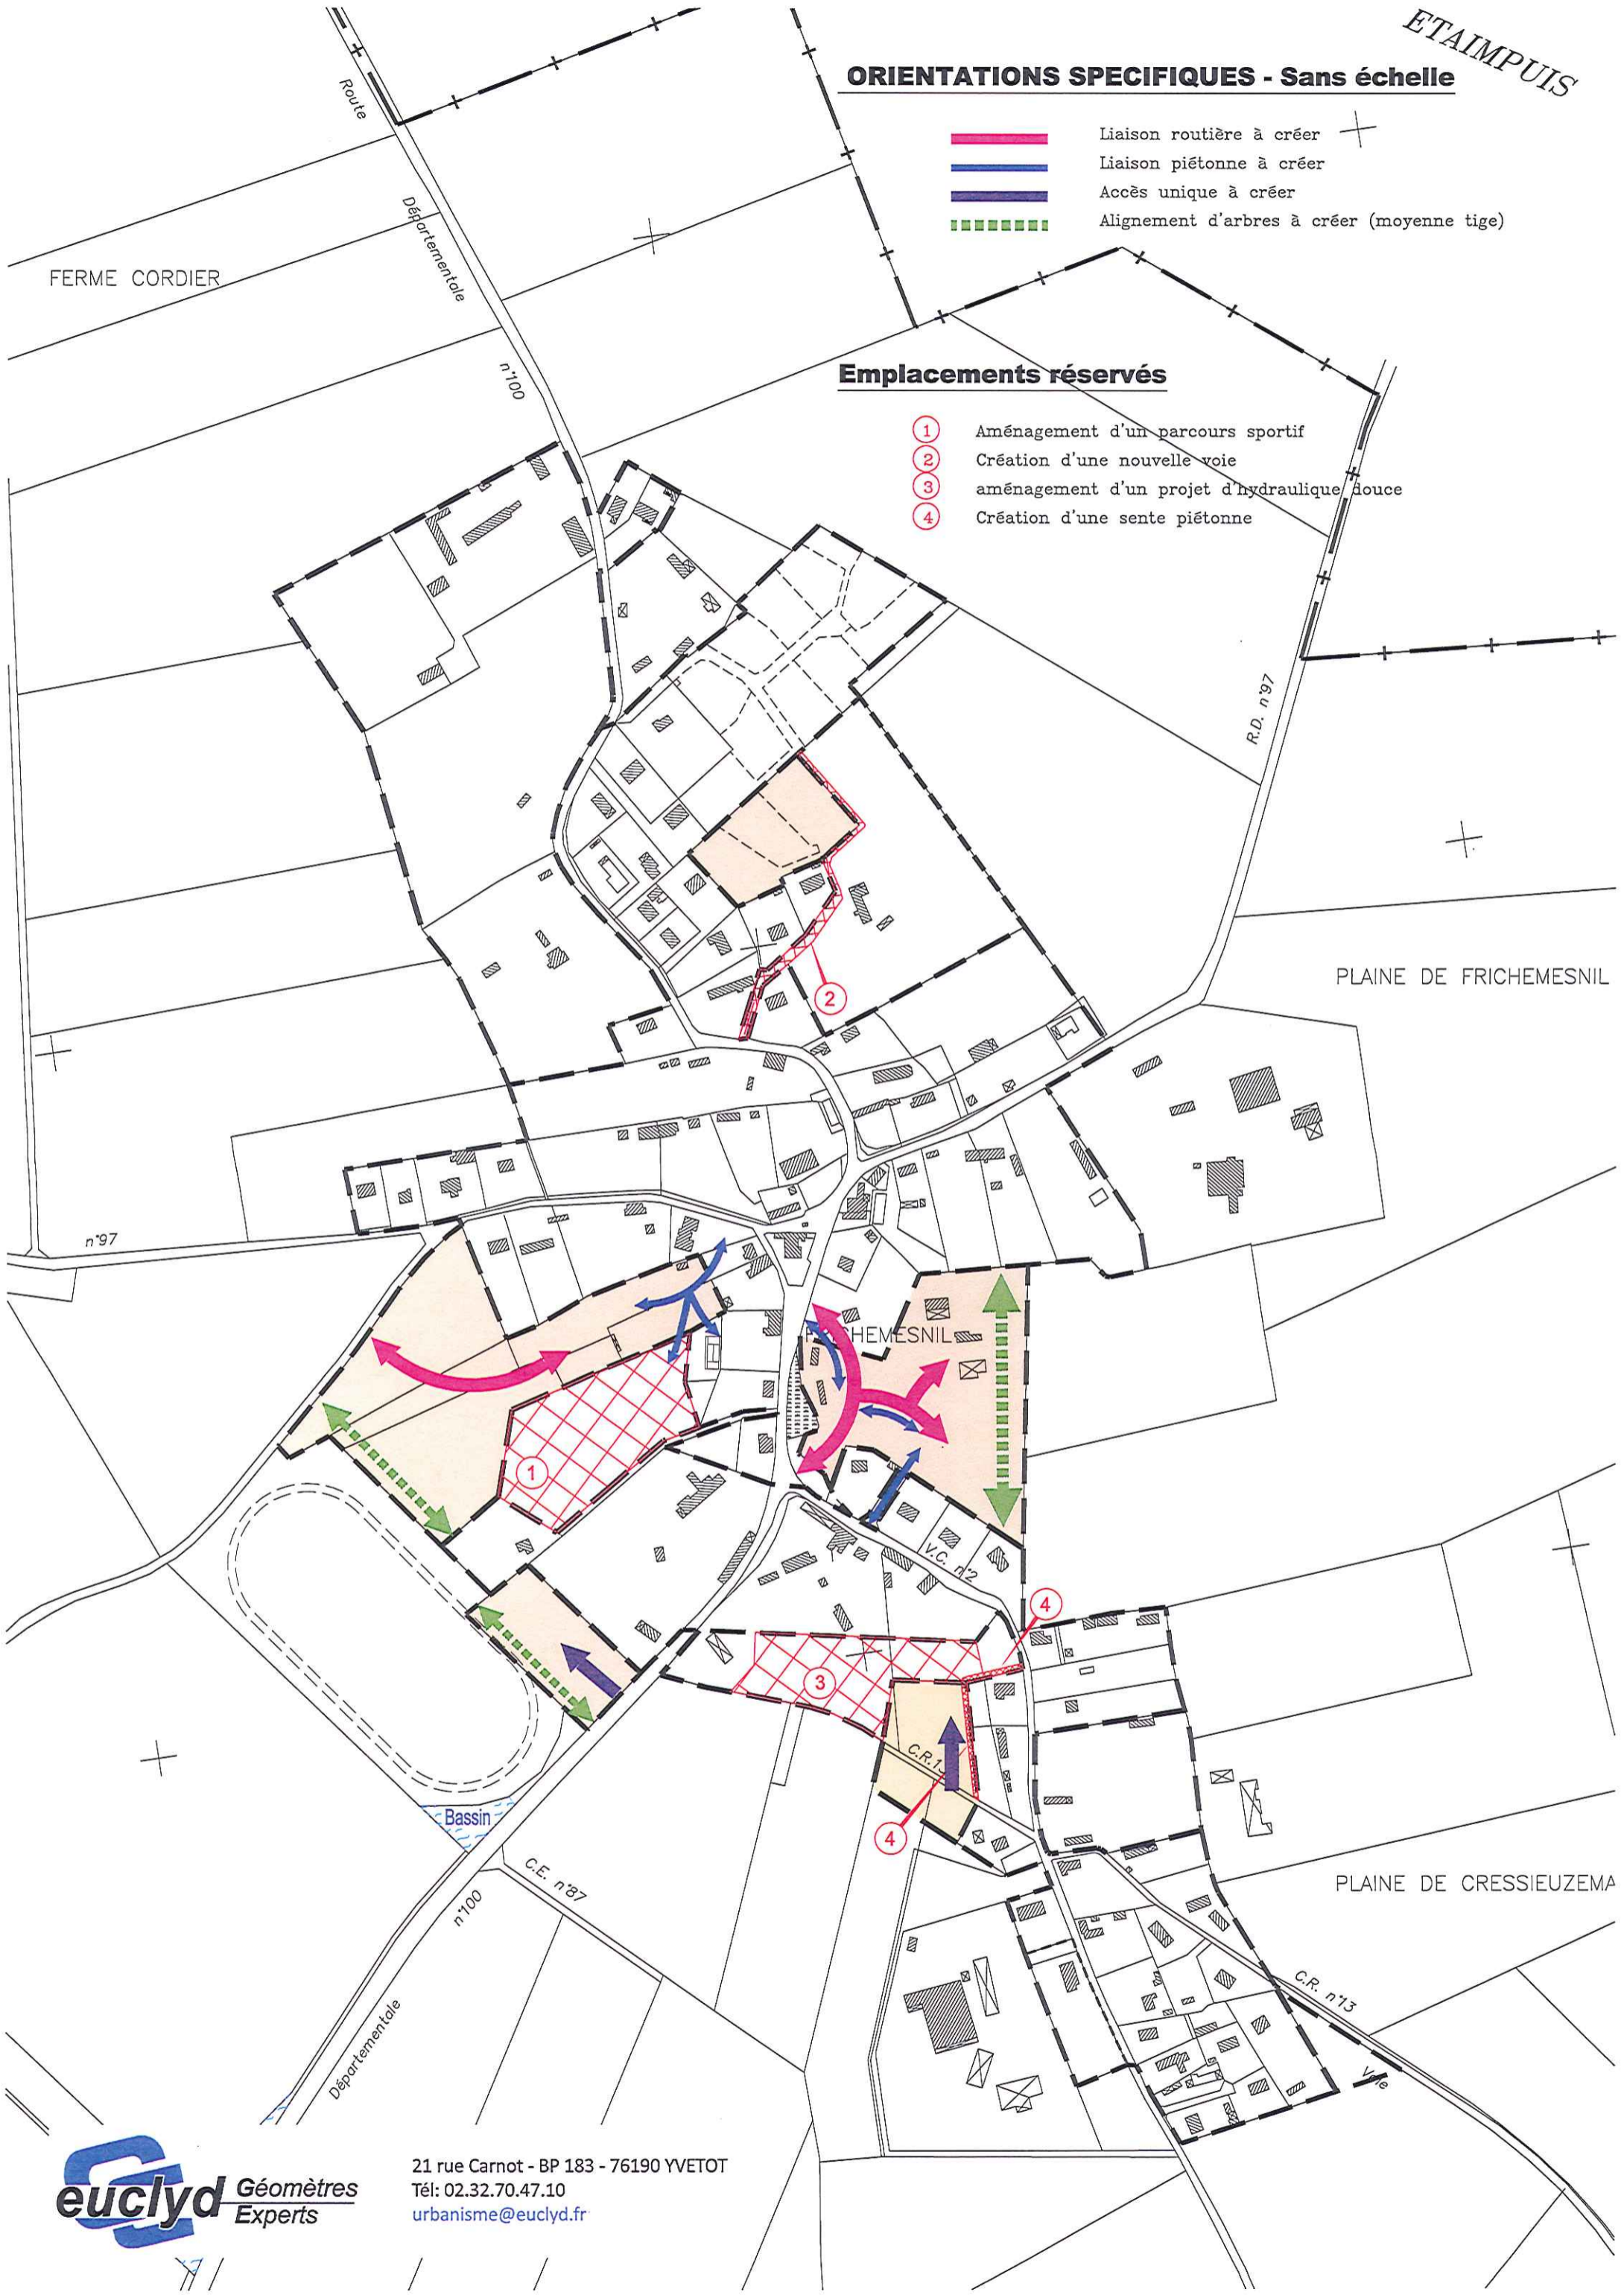 ETAIMPUIS
ORIENTATIONS SPECIFIQUES - Sans échelle
Liaison routière à créer
Liaison piétonne à créer
Accès unique à créer
Alignement d'arbres à créer (moyenne tige)
Route
Départementale
n°100
FERME CORDIER
Emplacements réservés
1 Aménagement d'un parcours sportif
2 Création d'une nouvelle voie
3 aménagement d'un projet d'hydraulique douce
4 Création d'une sente piétonne
R.D. n°97
PLAINE DE FRICHEMESNIL
2
n°97
FRICHEMESNIL
1
V.C. n°2
4
3
C.R.13
4
Bassin
C.E. n°87
n°100
Départementale
PLAINE DE CRESSIEUZEMA
C.R. n°13
Voie
euclyd Géomètres
Experts
21 rue Carnot - BP 183 - 76190 YVETOT
Tél: 02.32.70.47.10
urbanisme@euclyd.fr